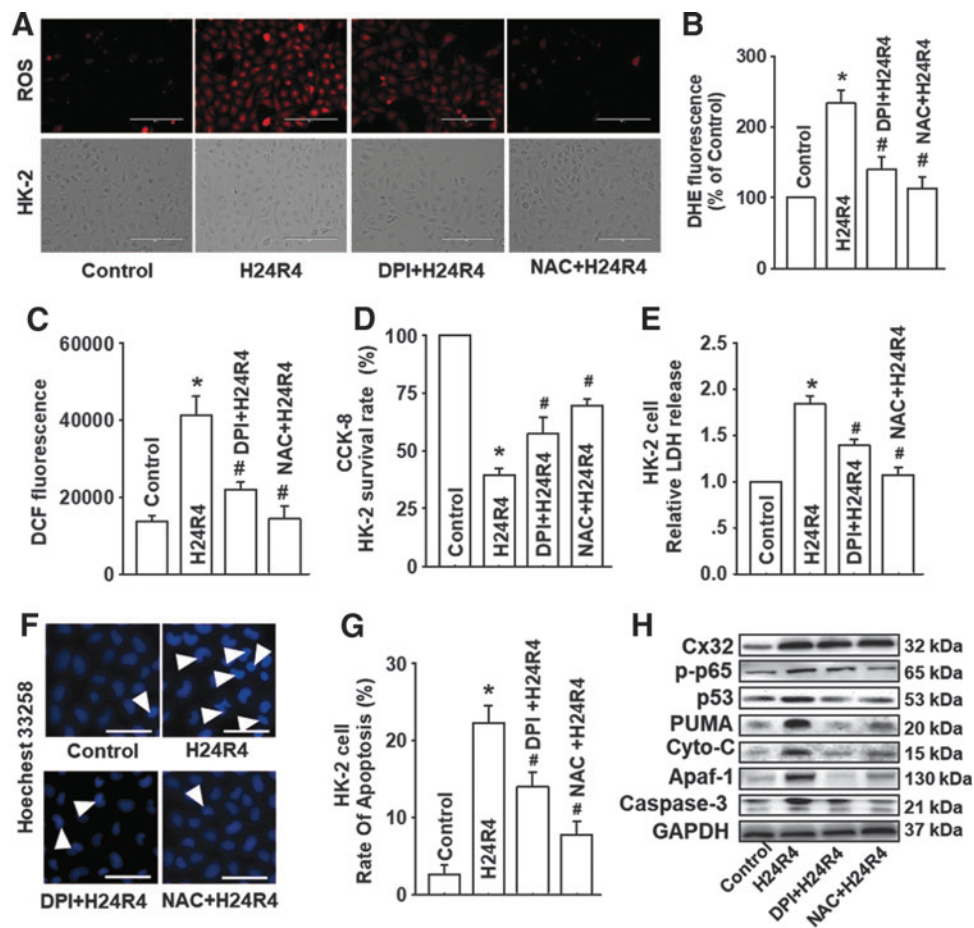 A
ROS
HK-2
Control
H24R4
DPI+H24R4
NAC+H24R4
B
DHE fluorescence
(% of Control)
300
200
100
0
Control
*
H24R4
# DPI+H24R4
# NAC+H24R4
C
DCF fluorescence
60000
40000
20000
0
Control
*
H24R4
# DPI+H24R4
# NAC+H24R4
D
CCK-8
HK-2 survival rate (%)
100
75
50
25
0
Control
*
H24R4
#
DPI+H24R4
#
NAC+H24R4
E
HK-2 cell
Relative LDH release
2.5
2.0
1.5
1.0
.5
0.0
Control
*
H24R4
#
DPI+H24R4
# NAC+H24R4
F
Hoechest 33258
Control
H24R4
DPI+H24R4
NAC+H24R4
G
HK-2 cell
Rate Of Apoptosis (%)
30
20
10
0
Control
*
H24R4
# DPI +H24R4
# NAC +H24R4
H
Cx32 32 kDa
p-p65 65 kDa
p53 53 kDa
PUMA 20 kDa
Cyto-C 15 kDa
Apaf-1 130 kDa
Caspase-3 21 kDa
GAPDH 37 kDa
Control
H24R4
DPI+H24R4
NAC+H24R4